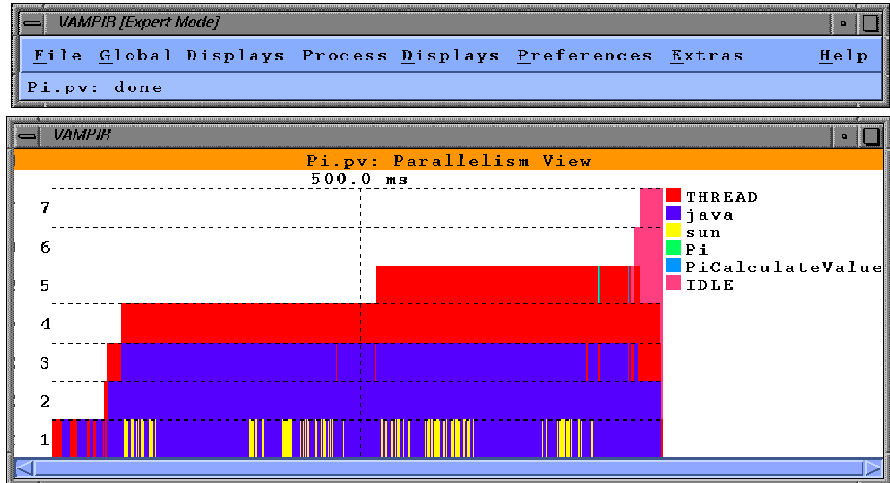 VAMPIR [Expert Mode]
File Global Displays Process Displays Preferences Extras Help
Pi.pv: done
VAMPIR
Pi.pv: Parallelism View
500.0 ms
7
6
5
4
3
2
1
THREAD
java
sun
Pi
PiCalculateValue
IDLE